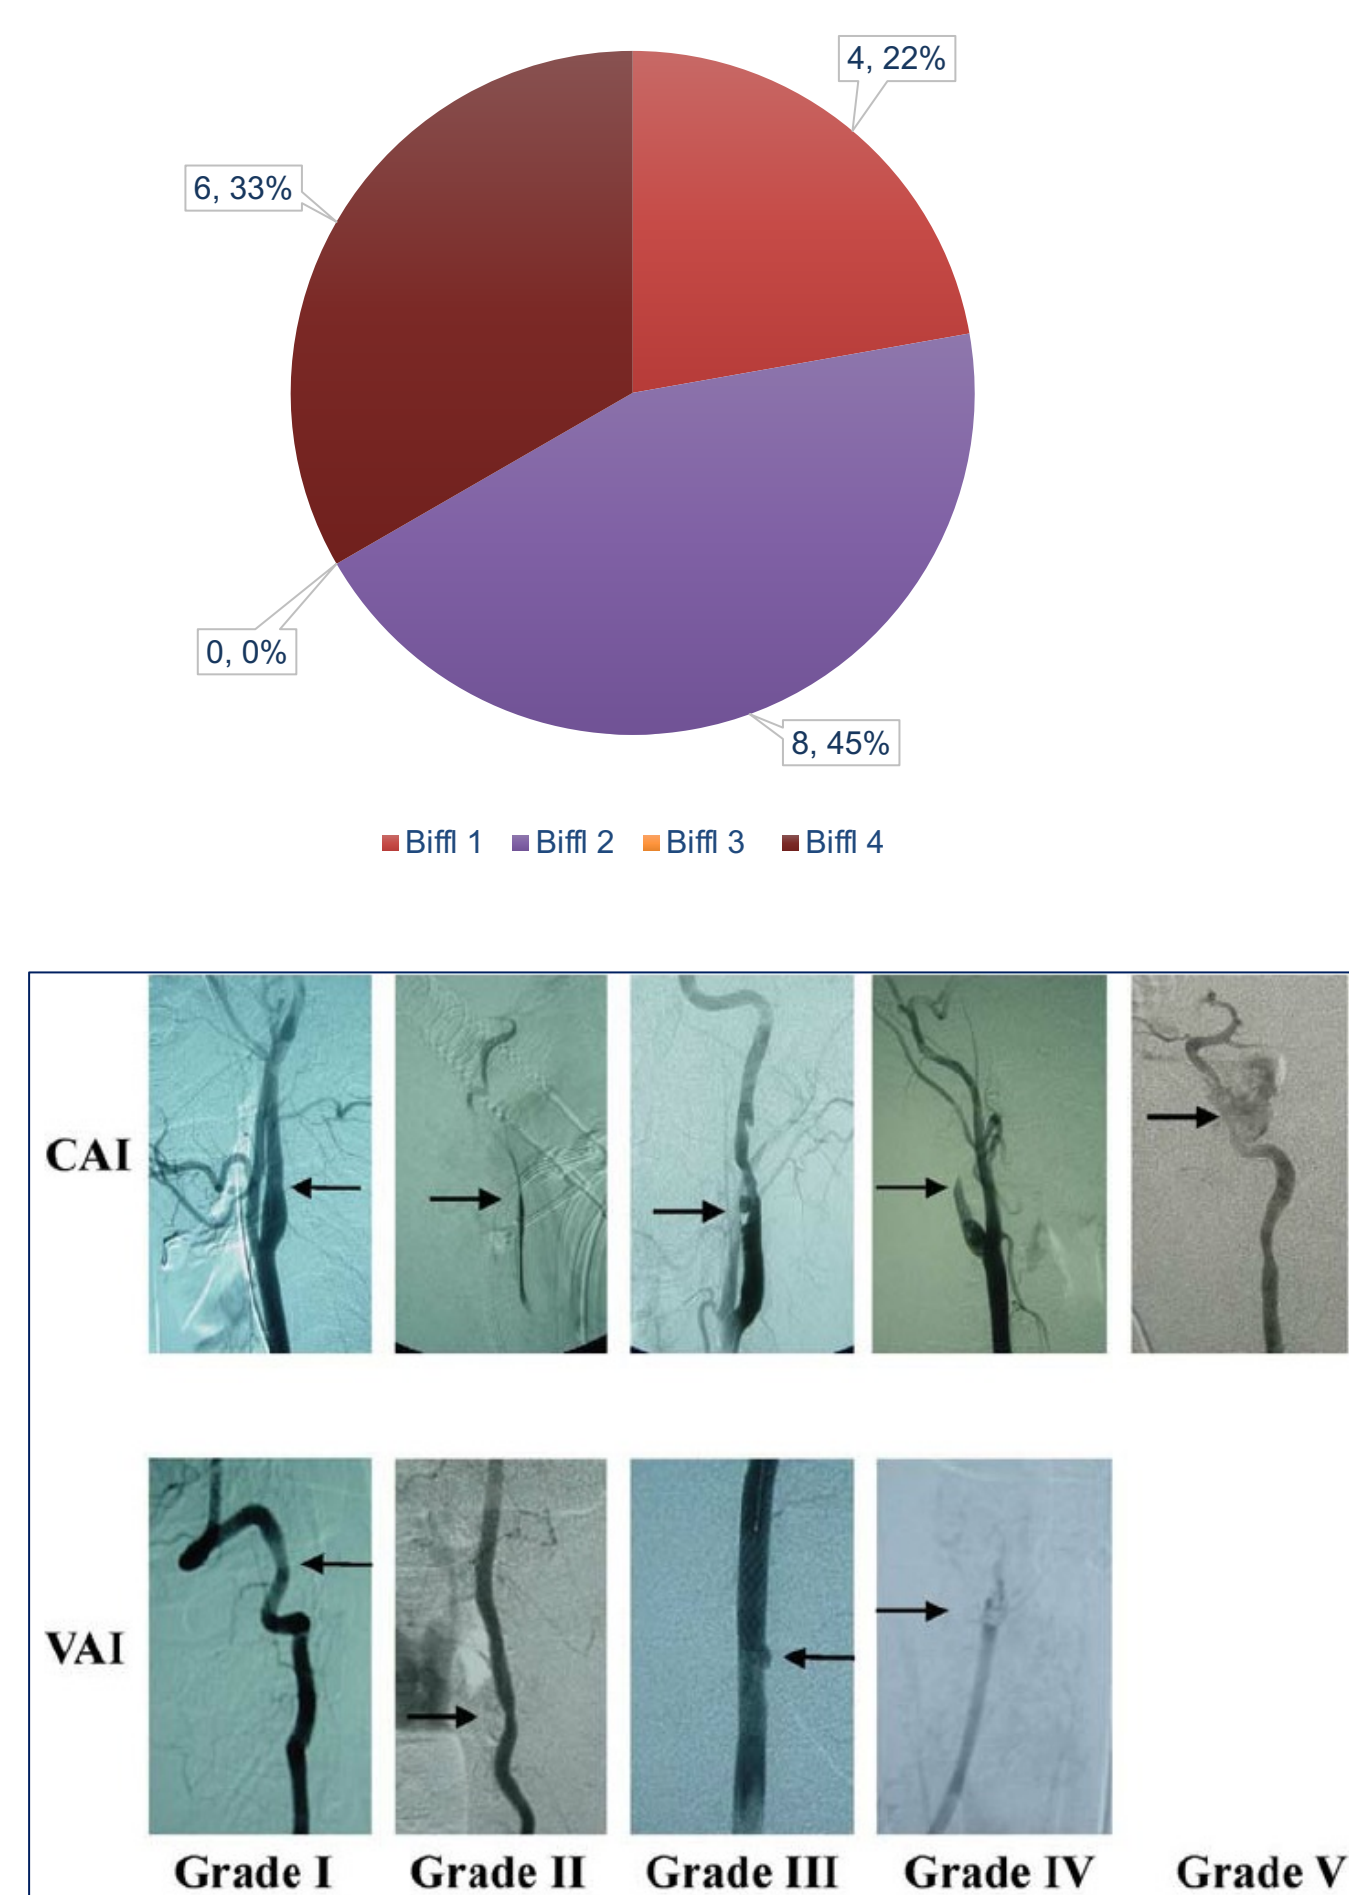 4, 22%
6, 33%
0, 0%
8, 45%
Biffl 1 Biffl 2 Biffl 3 Biffl 4
CAI
VAI
Grade I Grade II Grade III Grade IV Grade V